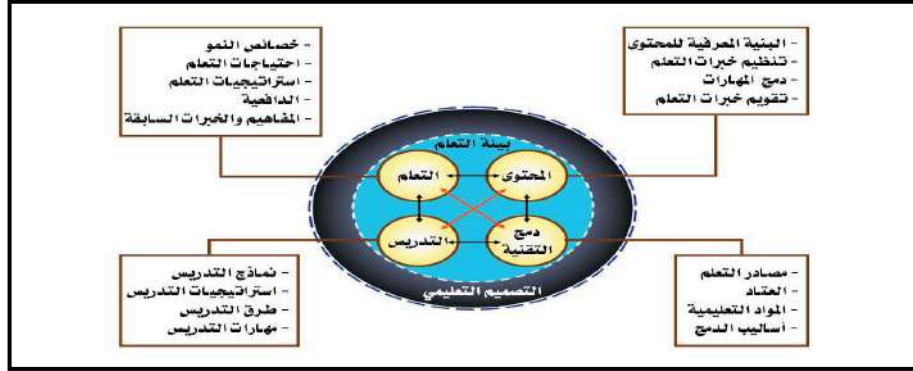 - البنية المعرفية للمحتوى
- تنظيم خبرات التعلم
- دمج المهارات
- تقويم خبرات التعلم
- خصائص النمو
- احتياجات التعلم
- استراتيجيات التعلم
- الدافعية
- المفاهيم والخبرات السابقة
بيئة التعلم
المحتوى
التعلم
دمج
التقنية
التدريس
التصميم التعليمي
- مصادر التعلم
- العتاد
- المواد التعليمية
- أساليب الدمج
- نماذج التدريس
- استراتيجيات التدريس
- طرق التدريس
- مهارات التدريس